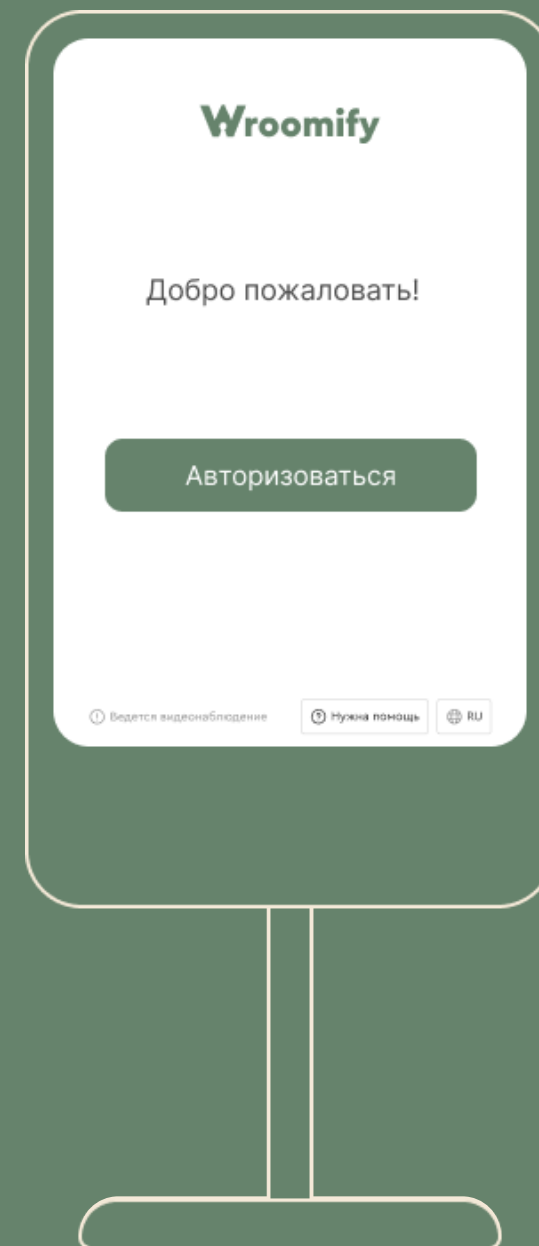 Wroomify
Добро пожаловать!
Авторизоваться
Ведется видеонаблюдение
Нужна помощь
RU